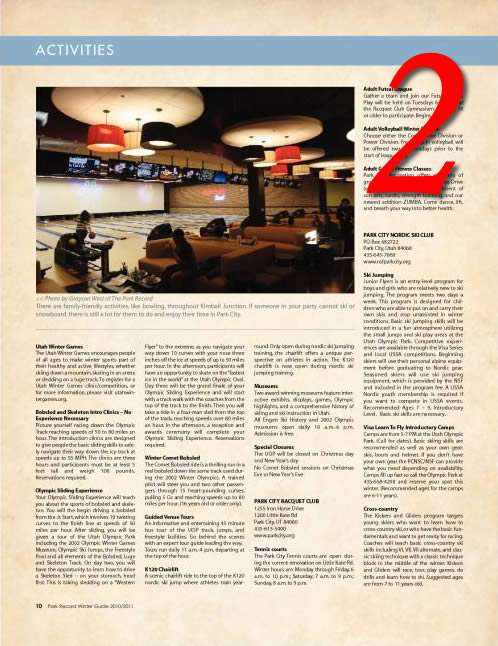 ACTIVITIES
2
<< Photo by Grayson West of The Park Record
There are family-friendly activities, like bowling, throughout Kimball Junction. If someone in your party cannot ski or
snowboard, there is still a lot for them to do and enjoy their time in Park City.
Utah Winter Games
The Utah Winter Games encourages people
of all ages to make winter sports part of
their healthy and active lifestyles, whether
skiing down a mountain, skating in an arena
or sledding on a luge track. To register for a
Utah Winter Games clinic/competition, or
for more information, please visit utahwin-
tergames.org.
Bobsled and Skeleton Intro Clinics – No
Experience Necessary
Picture yourself racing down the Olympic
Track reaching speeds of 50 to 80 miles an
hour. The introduction clinics are designed
to give people the basic sliding skills to safe-
ly navigate their way down the icy track at
speeds up to 55 MPH. The clinics are three
hours and participants must be at least 5
feet tall and weigh 100 pounds.
Reservations required.
Olympic Sliding Experience
Your Olympic Sliding Experience will teach
you about the sports of bobsled and skele-
ton. You will the begin driving a bobsled
from the Jr. Start, which involves 10 twisting
curves to the finish line at speeds of 50
miles per hour. After sliding, you will be
given a tour of the Utah Olympic Park
including the 2002 Olympic Winter Games
Museum, Olympic Ski Jumps, the Freestyle
Pool and all elements of the Bobsled, Luge
and Skeleton Track. On day two, you will
have the opportunity to learn how to drive
a Skeleton Sled – on your stomach, head
first. This is taking sledding on a "Western
Flyer" to the extreme, as you navigate your
way down 10 curves with your nose three
inches off the ice at speeds of up to 50 miles
per hour. In the afternoon, participants will
have an opportunity to skate on the "fastest
ice in the world" at the Utah Olympic Oval.
Day three will be the grand finale of your
Olympic Sliding Experience and will start
with a track walk with the coaches from the
top of the track to the finish. Then you will
take a ride in a four-man sled from the top
of the track, reaching speeds over 80 miles
an hour. In the afternoon, a reception and
awards ceremony will complete your
Olympic Sliding Experience. Reservations
required.
Winter Comet Bobsled
The Comet Bobsled ride is a thrilling run in a
real bobsled down the same track used dur-
ing the 2002 Winter Olympics. A trained
pilot will steer you and two other passen-
gers through 15 heart-pounding curves,
pulling 5 Gs and reaching speeds up to 80
miles per hour. (16 years old or older only).
Guided Venue Tours
An informative and entertaining 45 minute
bus tour of the UOP track, jumps, and
freestyle facilities. Go behind the scenes
with an expert tour guide leading the way.
Tours run daily 11 a.m.-4 p.m. departing at
the top of the hour.
K120 Chairlift
A scenic chairlift ride to the top of the K120
nordic ski jump where athletes train year-
round. Only open during nordic ski jumping
training, the chairlift offers a unique per-
spective on athletics in action. The K120
chairlift is now open during nordic ski
jumping training.
Museums
Two award winning museums feature inter-
active exhibits, displays, games, Olympic
highlights, and a comprehensive history of
skiing and ski instruction in Utah.
Alf Engen Ski History and 2002 Olympic
museums open daily 10 a.m.-6 p.m.
Admission is free.
Special Closures
The UOP will be closed on Christmas day
and New Year's day
No Comet Bobsled sessions on Christmas
Eve or New Year's Eve
PARK CITY RACQUET CLUB
1255 Iron Horse Drive
1200 Little Kate Rd
Park City, UT 84060
435-615-5400
www.parkcity.org
Tennis courts
The Park City Tennis courts are open dur-
ing the current renovation on Little Kate Rd.
Winter hours are: Monday through Friday, 6
a.m. to 10 p.m.; Saturday, 7 a.m. to 9 p.m.;
Sunday, 8 a.m. to 9 p.m.
Adult Futsal League
Gather a team and join our Futs
Play will be held on Tuesdays
the Racquet Club Gymnasium
or older to participate. Begins
Adult Volleyball Winter
Choose either the Division or
Power Division. in Volleyball will
be offered two prior to the
start of league
Adult Fitness Classes
of
Drive
of
strength building, and our
newest addition ZUMBA. Come dance, lift,
and breath your way into better health.
PARK CITY NORDIC SKI CLUB
PO Box 682722
Park City, Utah 84068
435-645-7660
www.nsfparkcity.org
Ski Jumping
Junior Flyers is an entry-level program for
boys and girls who are relatively new to ski
jumping. The program meets two days a
week. This program is designed for chil-
dren who are able to put on and carry their
own skis and stop unassisted in winter
conditions. Basic ski jumping skills will be
introduced in a fun atmosphere utilizing
the small jumps and ski play areas at the
Utah Olympic Park. Competitive experi-
ences are available through the Visa Series
and local USSA competitions. Beginning
skiers will use their personal alpine equip-
ment before graduating to Nordic gear.
Seasoned skiers will use ski jumping
equipment, which is provided by the NSF
and included in the program fee. A USSA
Nordic youth membership is required if
you want to compete in USSA events.
Recommended Ages 7 - 9, Introductory
Level. Basic ski skills are necessary.
Visa Learn To Fly Introductory Camps
Camps are from 5-7 PM at the Utah Olympic
Park. (Call for dates). Basic skiing skills are
recommended as well as your own gear:
skis, boots and helmet. If you don't have
your own gear the PCNSC/NSF can provide
what you need depending on availability.
Camps fill up fast so call the Olympic Park at
435-658-4208 and reserve your spot this
winter. (Recommended ages for the camps
are 6-11 years).
Cross-country
The Kickers and Gliders program targets
young skiers who want to learn how to
cross-country ski, or who have the basic fun-
damentals and want to get ready for racing.
Coaches will teach basic cross-country ski
skills including V1, V2, V2 alternate, and clas-
sic skiing technique with a classic technique
block in the middle of the winter. Kickers
and Gliders will race, tour, play games, do
drills and learn how to ski. Suggested ages
are from 7 to 11 years old.
10 Park Record Winter Guide 2010/2011